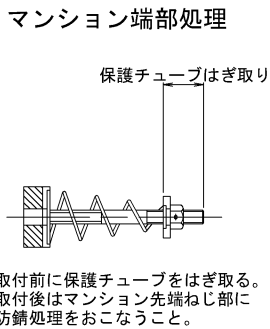 マンション端部処理
保護チューブはぎ取り
取付前に保護チューブをはぎ取る。
取付後はマンション先端ねじ部に
防錆処理をおこなうこと。